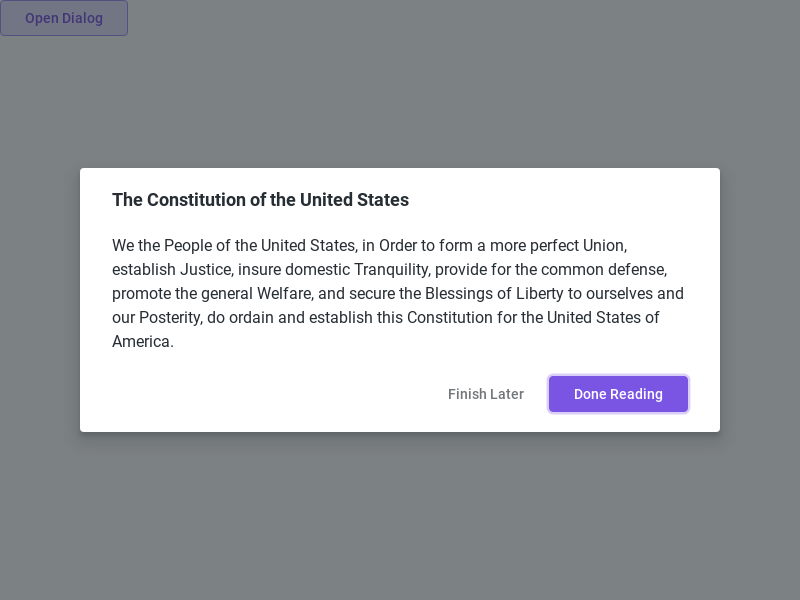 Open Dialog
The Constitution of the United States
We the People of the United States, in Order to form a more perfect Union,
establish Justice, insure domestic Tranquility, provide for the common defense,
promote the general Welfare, and secure the Blessings of Liberty to ourselves and
our Posterity, do ordain and establish this Constitution for the United States of
America.
Finish Later
Done Reading